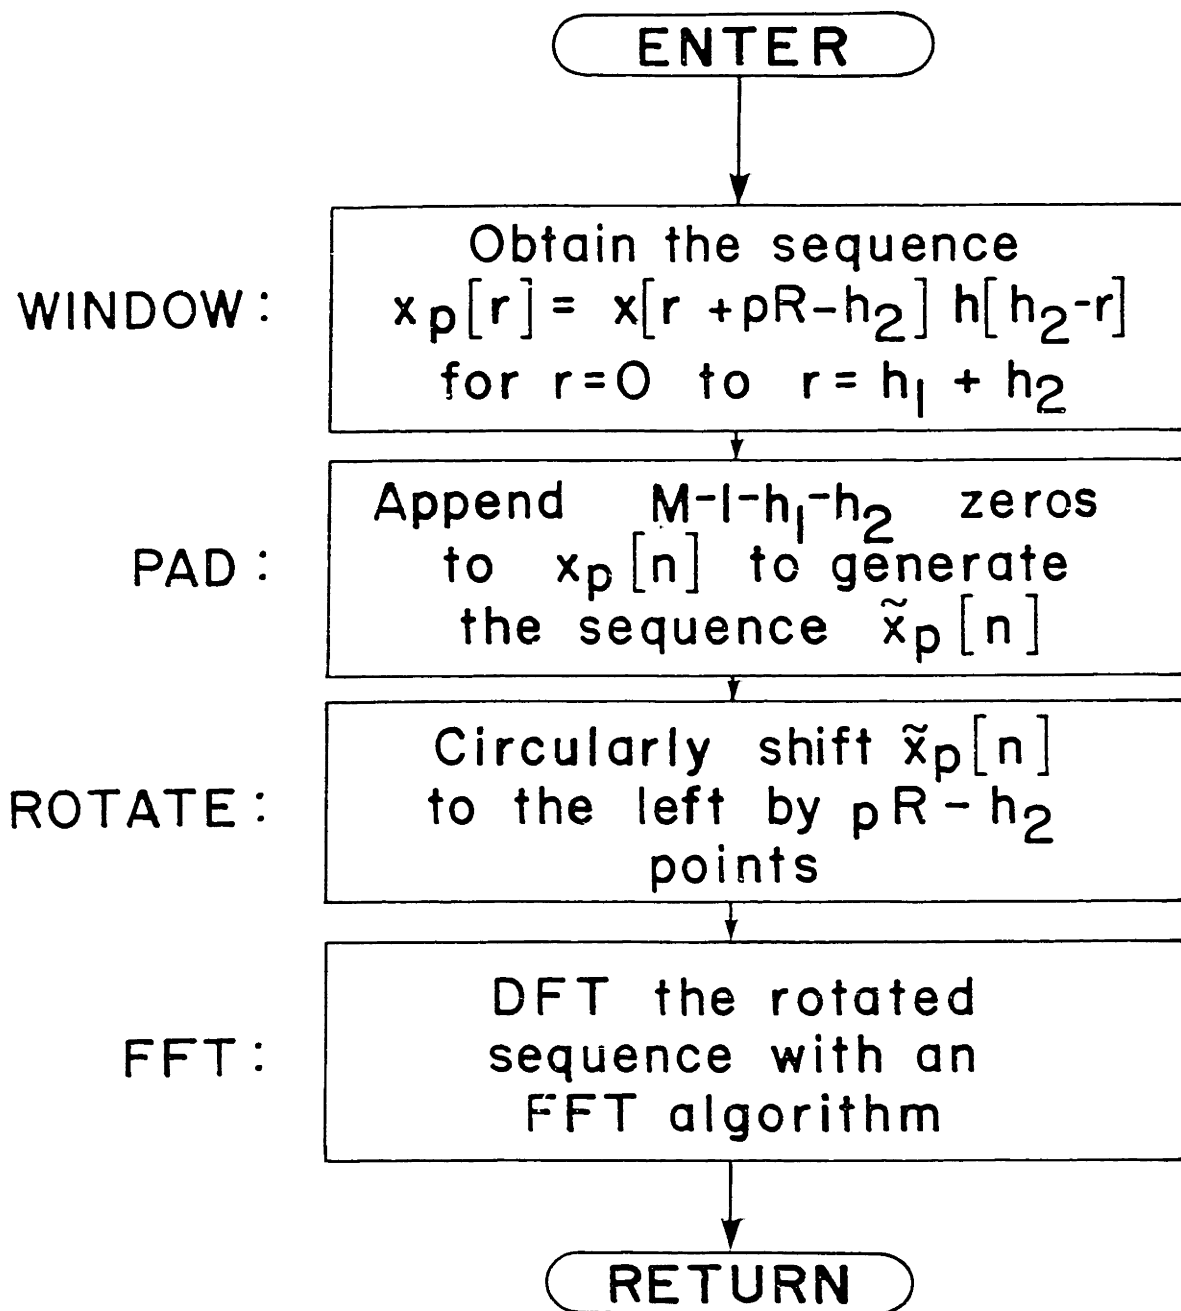 ENTER
WINDOW:
Obtain the sequence
xₚ[r] = x[r + pR - h₂] h[h₂-r]
for r=0 to r = h₁ + h₂
PAD:
Append M-1-h₁-h₂ zeros
to xₚ[n] to generate
the sequence x̃ₚ[n]
ROTATE:
Circularly shift x̃ₚ[n]
to the left by pR - h₂
points
FFT:
DFT the rotated
sequence with an
FFT algorithm
RETURN